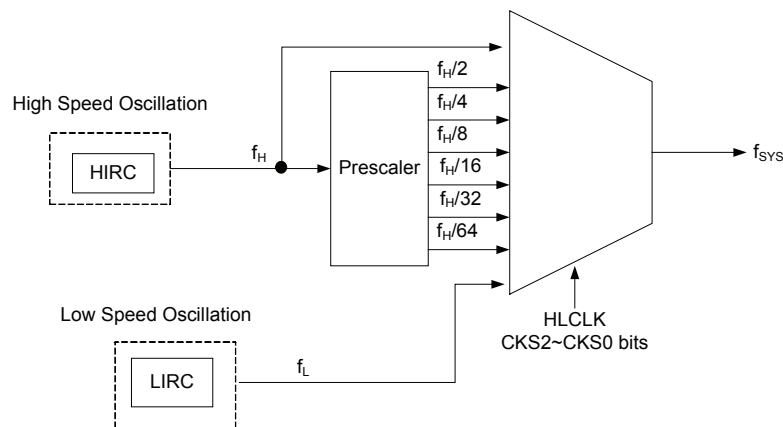 High Speed Oscillation
HIRC
f_H
Prescaler
f_H/2
f_H/4
f_H/8
f_H/16
f_H/32
f_H/64
f_SYS
HLCLK
CKS2~CKS0 bits
Low Speed Oscillation
LIRC
f_L